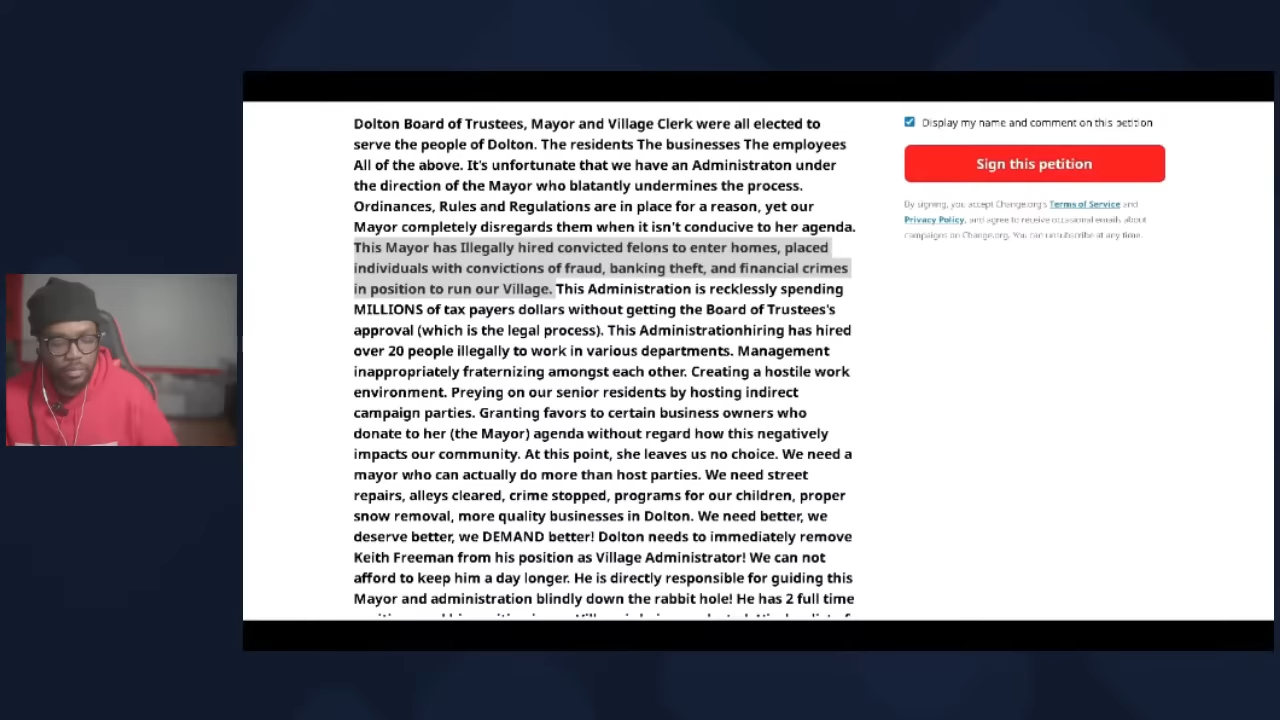 Dolton Board of Trustees, Mayor and Village Clerk were all elected to
serve the people of Dolton. The residents The businesses The employees
All of the above. It's unfortunate that we have an Administraton under
the direction of the Mayor who blatantly undermines the process.
Ordinances, Rules and Regulations are in place for a reason, yet our
Mayor completely disregards them when it isn't conducive to her agenda.
This Mayor has Illegally hired convicted felons to enter homes, placed
individuals with convictions of fraud, banking theft, and financial crimes
in position to run our Village. This Administration is recklessly spending
MILLIONS of tax payers dollars without getting the Board of Trustees's
approval (which is the legal process). This Administrationhiring has hired
over 20 people illegally to work in various departments. Management
inappropriately fraternizing amongst each other. Creating a hostile work
environment. Preying on our senior residents by hosting indirect
campaign parties. Granting favors to certain business owners who
donate to her (the Mayor) agenda without regard how this negatively
impacts our community. At this point, she leaves us no choice. We need a
mayor who can actually do more than host parties. We need street
repairs, alleys cleared, crime stopped, programs for our children, proper
snow removal, more quality businesses in Dolton. We need better, we
deserve better, we DEMAND better! Dolton needs to immediately remove
Keith Freeman from his position as Village Administrator! We can not
afford to keep him a day longer. He is directly responsible for guiding this
Mayor and administration blindly down the rabbit hole! He has 2 full time
Display my name and comment on this petition
Sign this petition
By signing, you accept Change.org's Terms of Service and
Privacy Policy, and agree to receive occasional emails about
campaigns on Change.org. You can unsubscribe at any time.